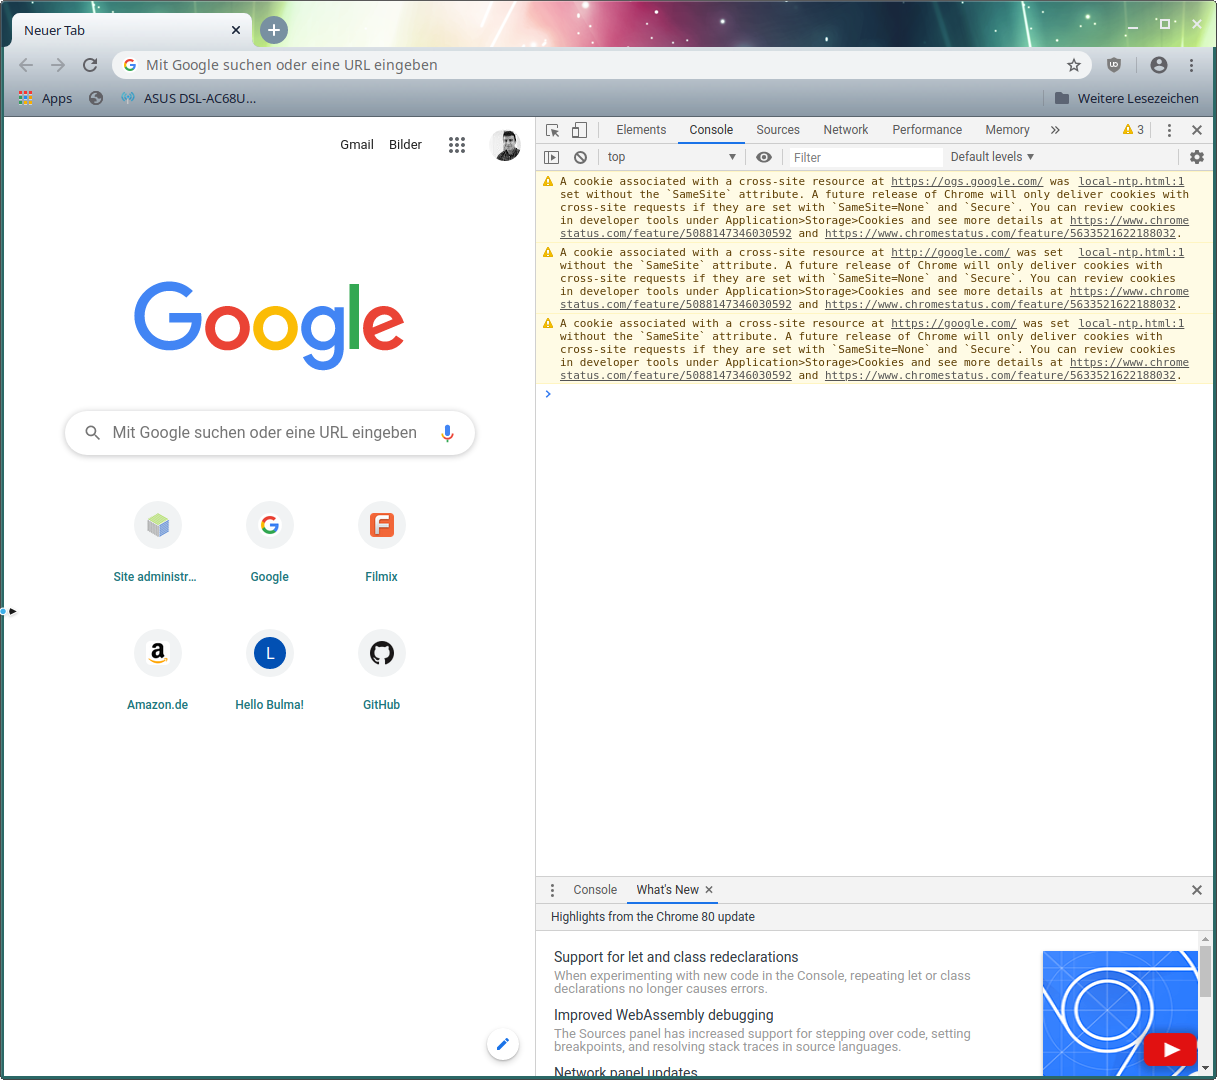 Neuer Tab
Mit Google suchen oder eine URL eingeben
Apps
ASUS DSL-AC68U...
Weitere Lesezeichen
Gmail
Bilder
Google
Mit Google suchen oder eine URL eingeben
Site administr...
Google
Filmix
Amazon.de
L
Hello Bulma!
GitHub
Elements
Console
Sources
Network
Performance
Memory
3
top
Filter
Default levels
A cookie associated with a cross-site resource at https://ogs.google.com/ was local-ntp.html:1
set without the `SameSite` attribute. A future release of Chrome will only deliver cookies with
cross-site requests if they are set with `SameSite=None` and `Secure`. You can review cookies
in developer tools under Application>Storage>Cookies and see more details at https://www.chrome
status.com/feature/5088147346030592 and https://www.chromestatus.com/feature/5633521622188032.
A cookie associated with a cross-site resource at http://google.com/ was set local-ntp.html:1
without the `SameSite` attribute. A future release of Chrome will only deliver cookies with
cross-site requests if they are set with `SameSite=None` and `Secure`. You can review cookies
in developer tools under Application>Storage>Cookies and see more details at https://www.chrome
status.com/feature/5088147346030592 and https://www.chromestatus.com/feature/5633521622188032.
A cookie associated with a cross-site resource at https://google.com/ was set local-ntp.html:1
without the `SameSite` attribute. A future release of Chrome will only deliver cookies with
cross-site requests if they are set with `SameSite=None` and `Secure`. You can review cookies
in developer tools under Application>Storage>Cookies and see more details at https://www.chrome
status.com/feature/5088147346030592 and https://www.chromestatus.com/feature/5633521622188032.
Console
What's New
Highlights from the Chrome 80 update
Support for let and class redeclarations
When experimenting with new code in the Console, repeating let or class
declarations no longer causes errors.
Improved WebAssembly debugging
The Sources panel has increased support for stepping over code, setting
breakpoints, and resolving stack traces in source languages.
Network panel updates